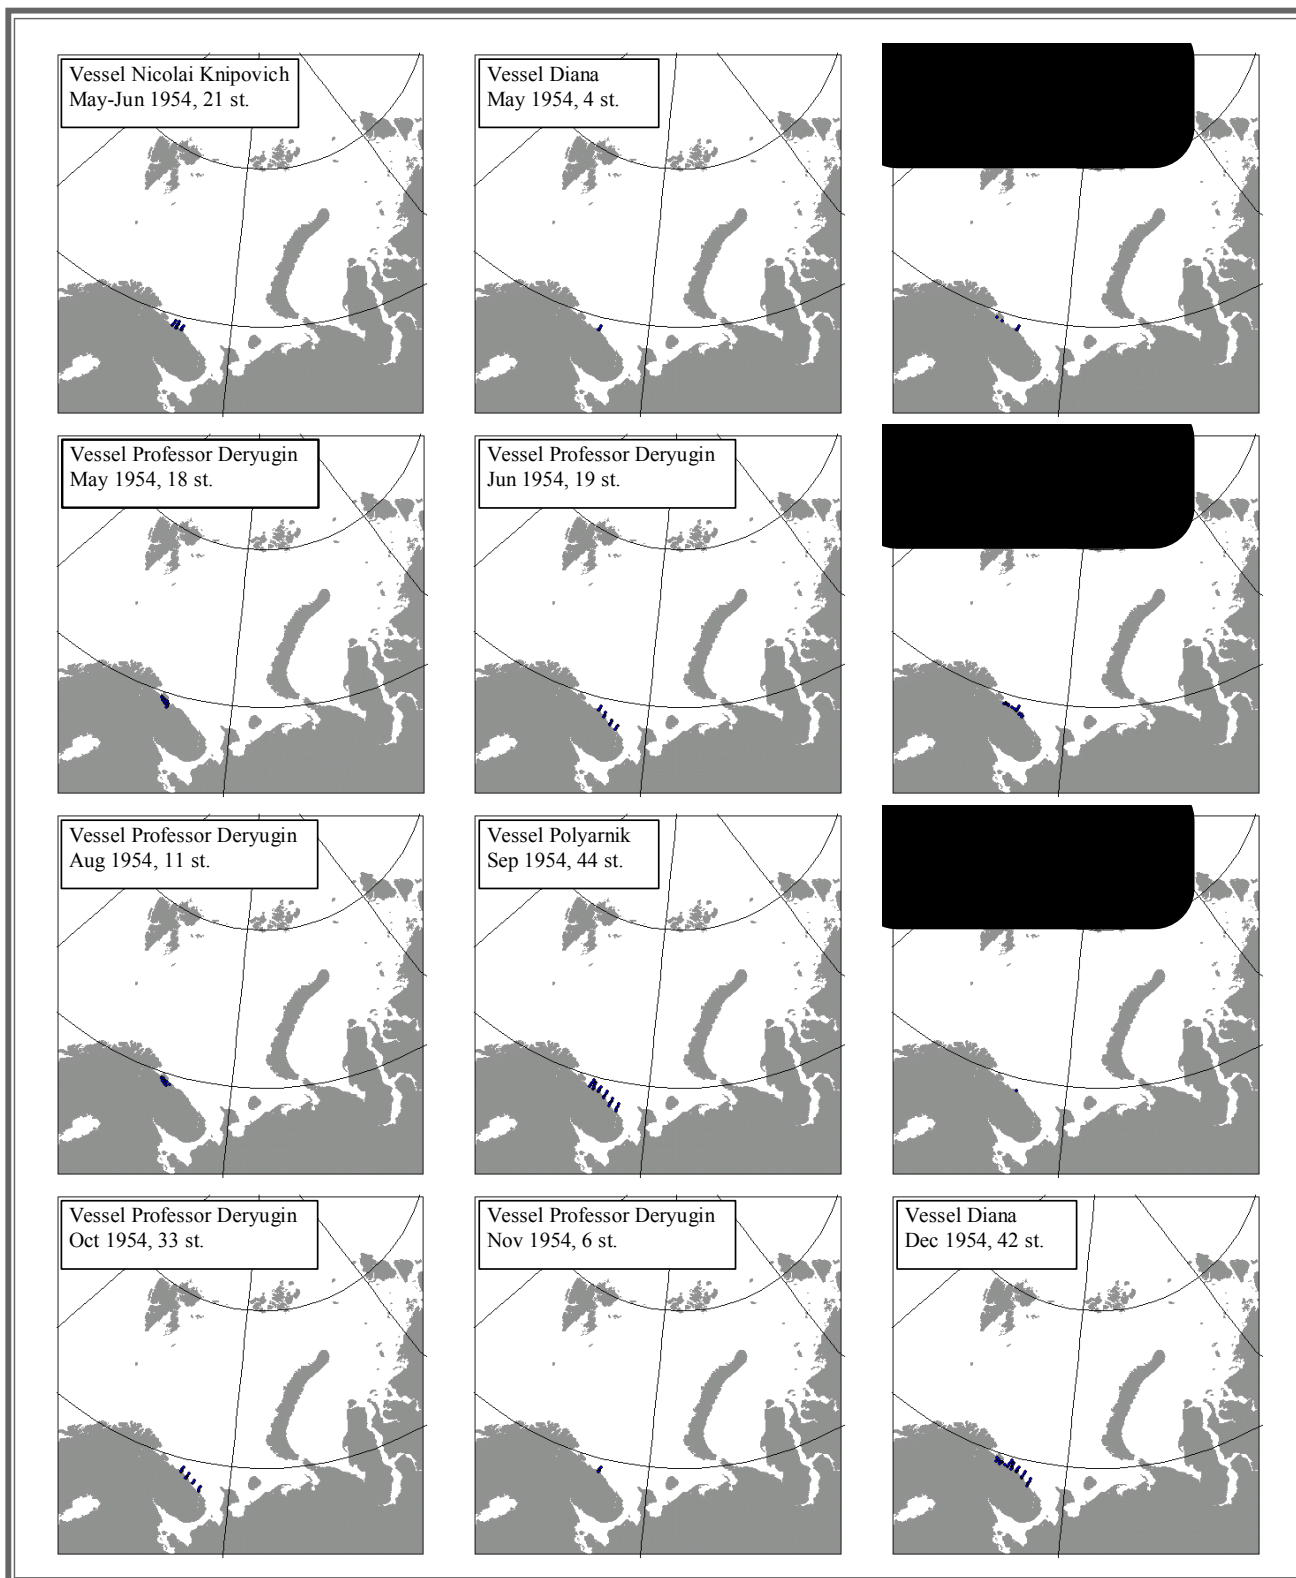 Vessel Nicolai Knipovich
May-Jun 1954, 21 st.
Vessel Diana
May 1954, 4 st.
Vessel Professor Deryugin
May 1954, 18 st.
Vessel Professor Deryugin
Jun 1954, 19 st.
Vessel Professor Deryugin
Aug 1954, 11 st.
Vessel Polyarnik
Sep 1954, 44 st.
Vessel Professor Deryugin
Oct 1954, 33 st.
Vessel Professor Deryugin
Nov 1954, 6 st.
Vessel Diana
Dec 1954, 42 st.